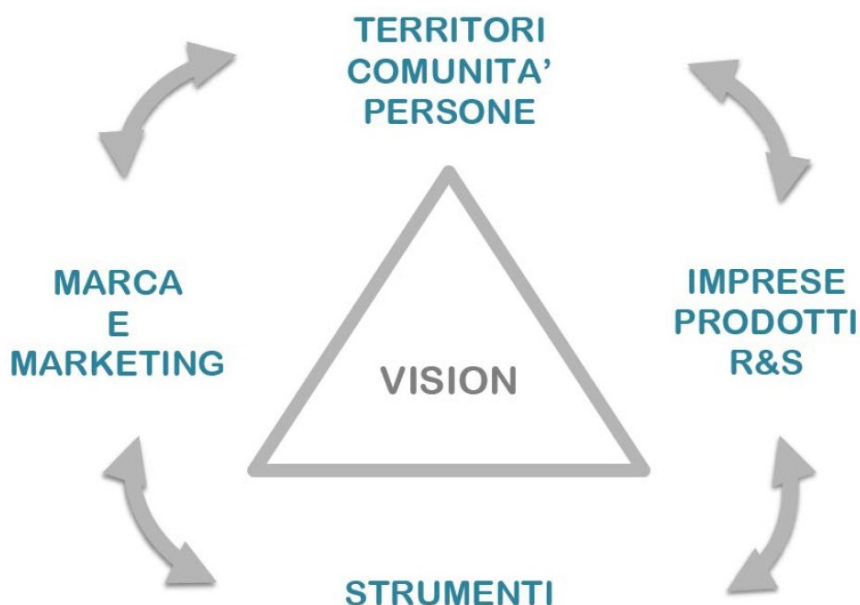 TERRITORI
COMUNITA'
PERSONE
MARCA
E
MARKETING
VISION
IMPRESE
PRODOTTI
R&S
STRUMENTI